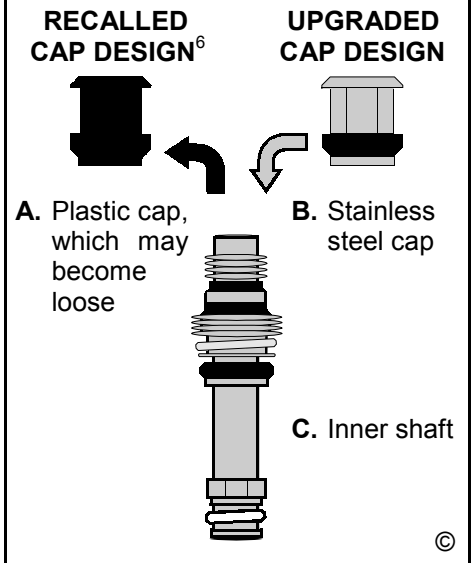 RECALLED
CAP DESIGN6
UPGRADED
CAP DESIGN
A. Plastic cap,
which may
become
loose
B. Stainless
steel cap
C. Inner shaft
©